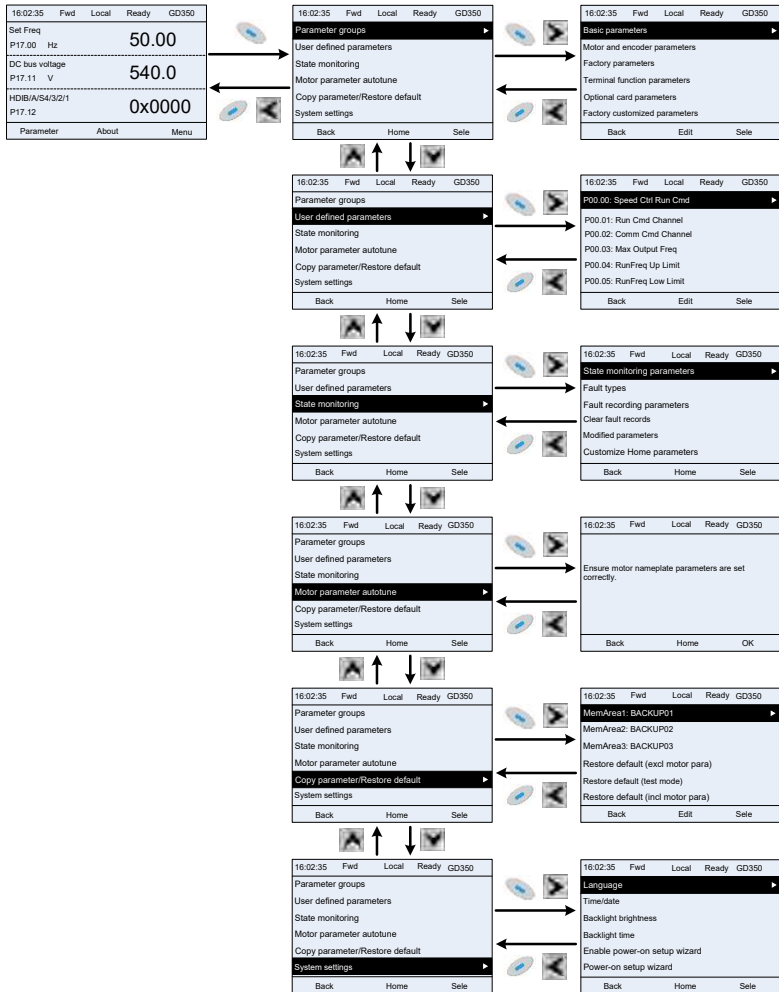 16:02:35 Fwd Local Ready GD350
Set Freq
P17.00 Hz 50.00
DC bus voltage
P17.11 V 540.0
HDIB/A/S4/3/2/1
P17.12 0x0000
Parameter About Menu
16:02:35 Fwd Local Ready GD350
Parameter groups
User defined parameters
State monitoring
Motor parameter autotune
Copy parameter/Restore default
System settings
Back Home Sele
16:02:35 Fwd Local Ready GD350
Basic parameters
Motor and encoder parameters
Factory parameters
Terminal function parameters
Optional card parameters
Factory customized parameters
Back Edit Sele
16:02:35 Fwd Local Ready GD350
Parameter groups
User defined parameters
State monitoring
Motor parameter autotune
Copy parameter/Restore default
System settings
Back Home Sele
16:02:35 Fwd Local Ready GD350
P00.00: Speed Ctrl Run Cmd
P00.01: Run Cmd Channel
P00.02: Comm Cmd Channel
P00.03: Max Output Freq
P00.04: RunFreq Up Limit
P00.05: RunFreq Low Limit
Back Edit Sele
16:02:35 Fwd Local Ready GD350
Parameter groups
User defined parameters
State monitoring
Motor parameter autotune
Copy parameter/Restore default
System settings
Back Home Sele
16:02:35 Fwd Local Ready GD350
State monitoring parameters
Fault types
Fault recording parameters
Clear fault records
Modified parameters
Customize Home parameters
Back Home Sele
16:02:35 Fwd Local Ready GD350
Parameter groups
User defined parameters
State monitoring
Motor parameter autotune
Copy parameter/Restore default
System settings
Back Home Sele
16:02:35 Fwd Local Ready GD350
Ensure motor nameplate parameters are set
correctly.
Back Home OK
16:02:35 Fwd Local Ready GD350
Parameter groups
User defined parameters
State monitoring
Motor parameter autotune
Copy parameter/Restore default
System settings
Back Home Sele
16:02:35 Fwd Local Ready GD350
MemArea1: BACKUP01
MemArea2: BACKUP02
MemArea3: BACKUP03
Restore default (excl motor para)
Restore default (test mode)
Restore default (incl motor para)
Back Edit Sele
16:02:35 Fwd Local Ready GD350
Parameter groups
User defined parameters
State monitoring
Motor parameter autotune
Copy parameter/Restore default
System settings
Back Home Sele
16:02:35 Fwd Local Ready GD350
Language
Time/date
Backlight brightness
Backlight time
Enable power-on setup wizard
Power-on setup wizard
Back Home Sele